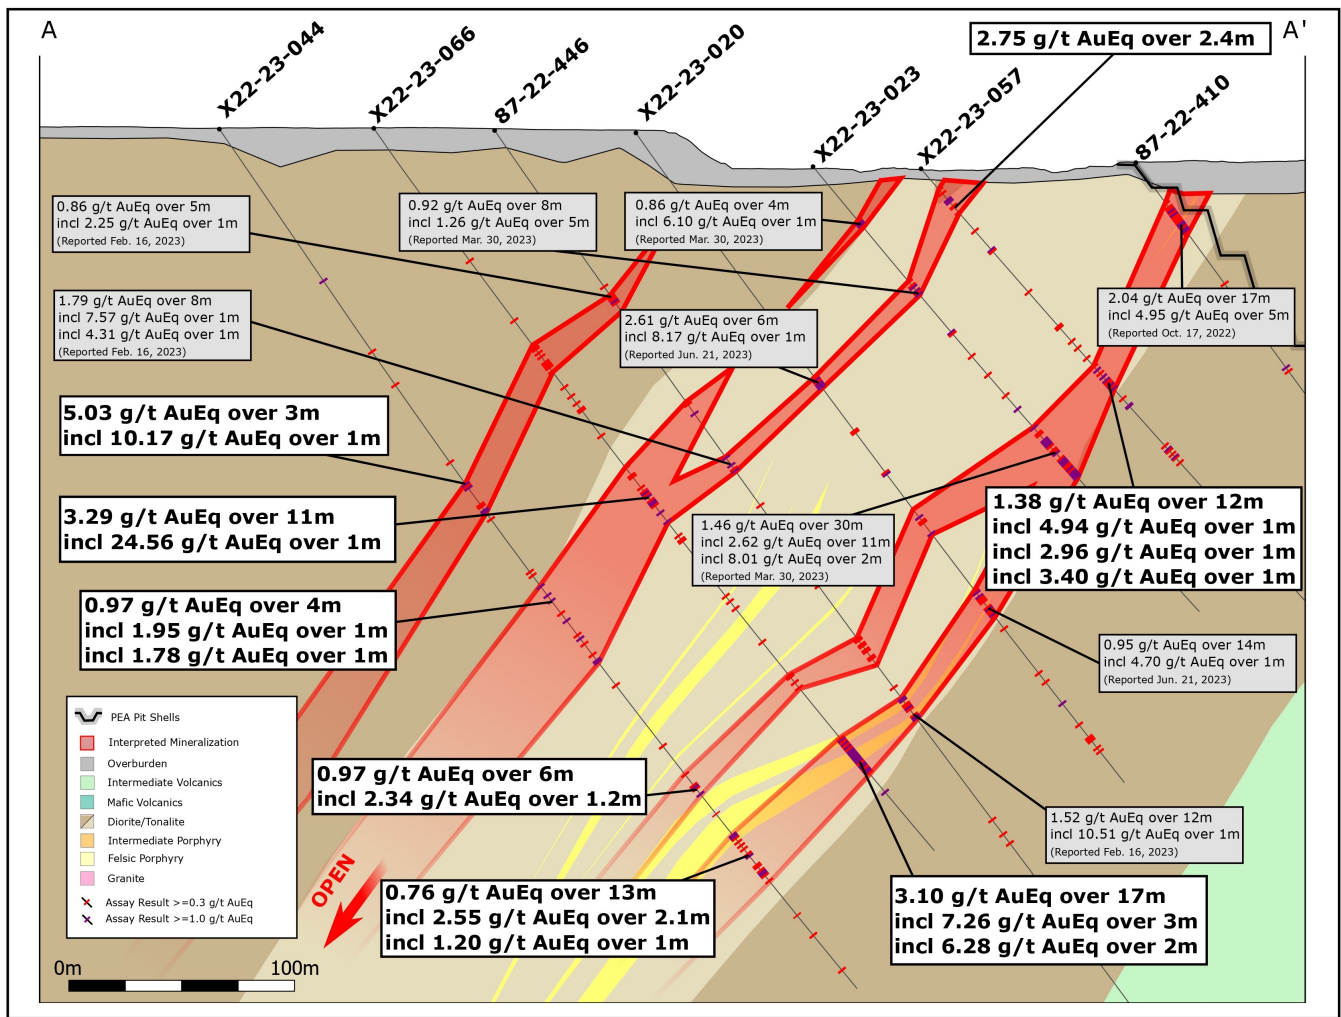 A
A'
X22-23-044
X22-23-066
87-22-446
X22-23-020
X22-23-023
X22-23-057
87-22-410
2.75 g/t AuEq over 2.4m
0.86 g/t AuEq over 5m
incl 2.25 g/t AuEq over 1m
(Reported Feb. 16, 2023)
0.92 g/t AuEq over 8m
incl 1.26 g/t AuEq over 5m
(Reported Mar. 30, 2023)
0.86 g/t AuEq over 4m
incl 6.10 g/t AuEq over 1m
(Reported Mar. 30, 2023)
1.79 g/t AuEq over 8m
incl 7.57 g/t AuEq over 1m
incl 4.31 g/t AuEq over 1m
(Reported Feb. 16, 2023)
2.61 g/t AuEq over 6m
incl 8.17 g/t AuEq over 1m
(Reported Jun. 21, 2023)
2.04 g/t AuEq over 17m
incl 4.95 g/t AuEq over 5m
(Reported Oct. 17, 2022)
5.03 g/t AuEq over 3m
incl 10.17 g/t AuEq over 1m
3.29 g/t AuEq over 11m
incl 24.56 g/t AuEq over 1m
1.46 g/t AuEq over 30m
incl 2.62 g/t AuEq over 11m
incl 8.01 g/t AuEq over 2m
(Reported Mar. 30, 2023)
1.38 g/t AuEq over 12m
incl 4.94 g/t AuEq over 1m
incl 2.96 g/t AuEq over 1m
incl 3.40 g/t AuEq over 1m
0.97 g/t AuEq over 4m
incl 1.95 g/t AuEq over 1m
incl 1.78 g/t AuEq over 1m
0.95 g/t AuEq over 14m
incl 4.70 g/t AuEq over 1m
(Reported Jun. 21, 2023)
PEA Pit Shells
Interpreted Mineralization
Overburden
Intermediate Volcanics
Mafic Volcanics
Diorite/Tonalite
Intermediate Porphyry
Felsic Porphyry
Granite
Assay Result >=0.3 g/t AuEq
Assay Result >=1.0 g/t AuEq
0.97 g/t AuEq over 6m
incl 2.34 g/t AuEq over 1.2m
1.52 g/t AuEq over 12m
incl 10.51 g/t AuEq over 1m
(Reported Feb. 16, 2023)
OPEN
0.76 g/t AuEq over 13m
incl 2.55 g/t AuEq over 2.1m
incl 1.20 g/t AuEq over 1m
3.10 g/t AuEq over 17m
incl 7.26 g/t AuEq over 3m
incl 6.28 g/t AuEq over 2m
0m
100m